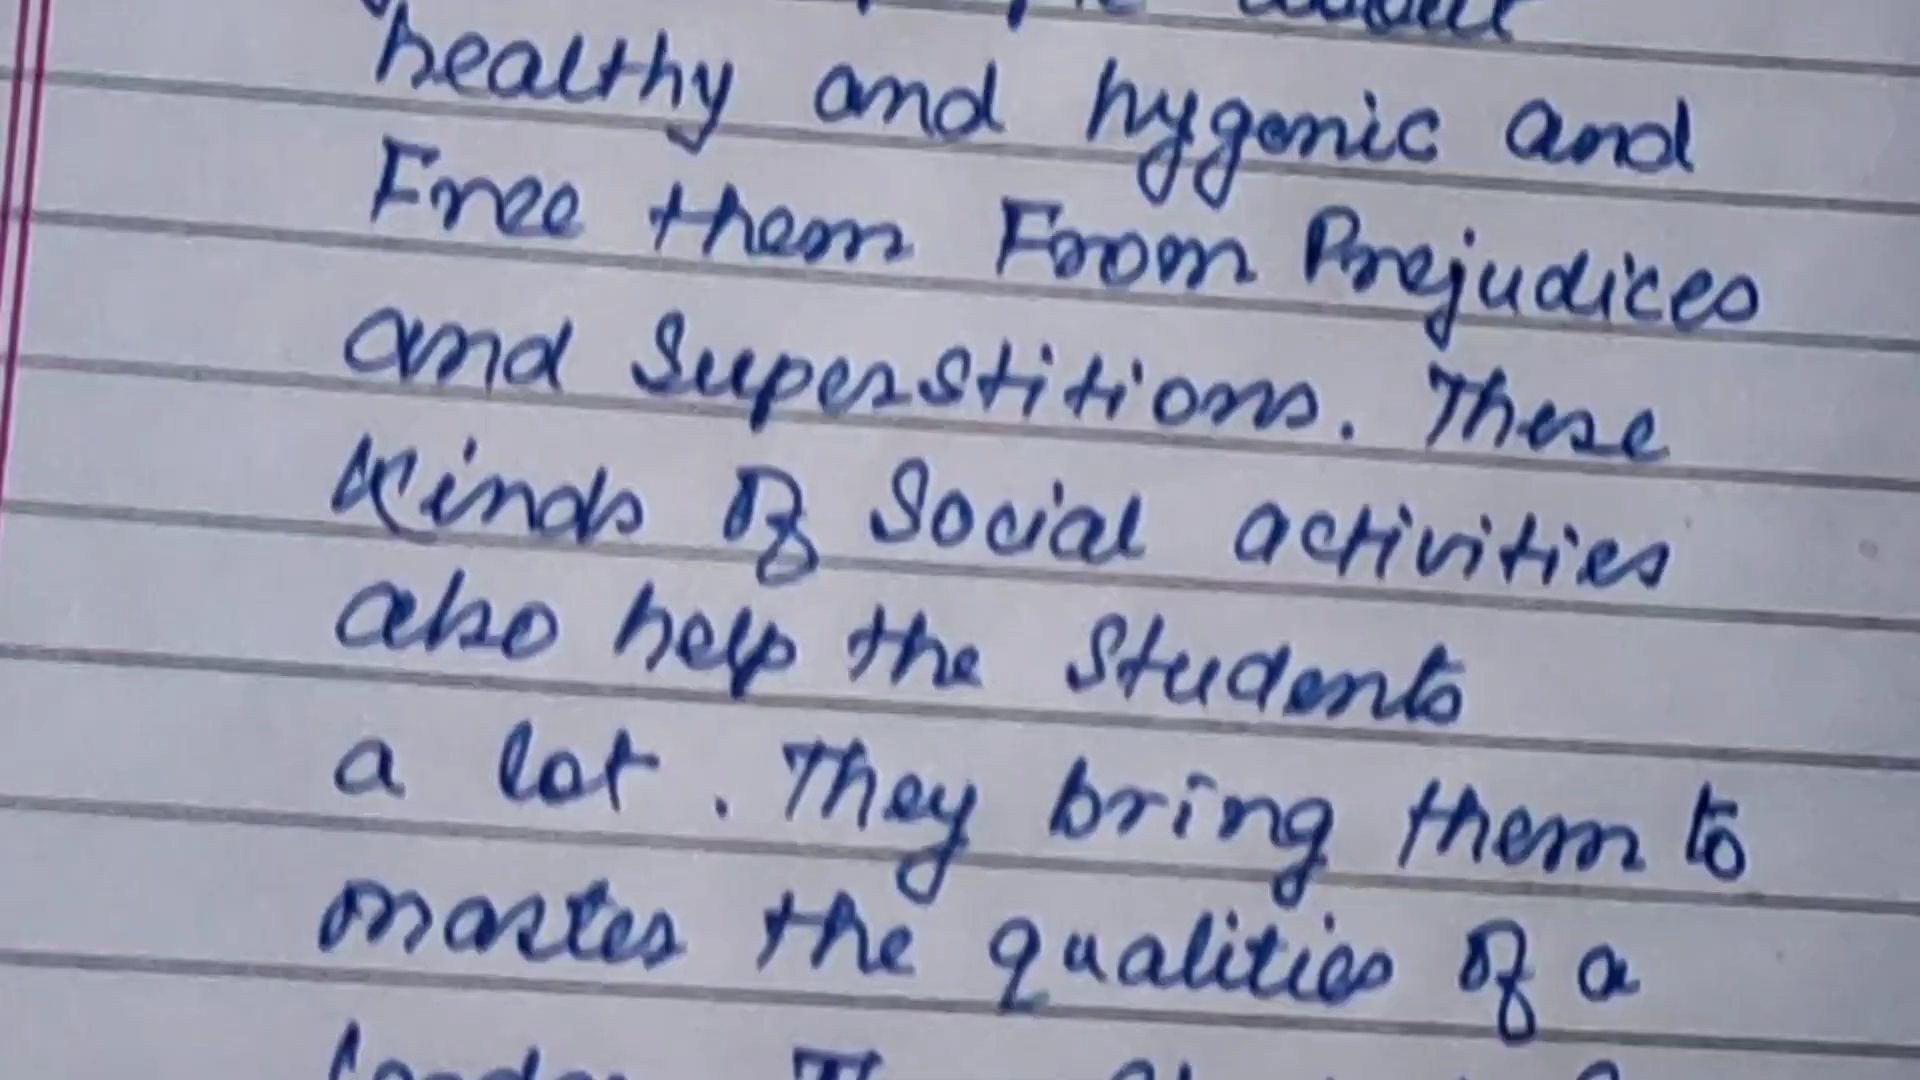 healthy and hygenic and
Free them From Prejudices
and Superstitions. These
Kinds of Social activities
also help the Students
a lot. They bring them to
master the qualities of a